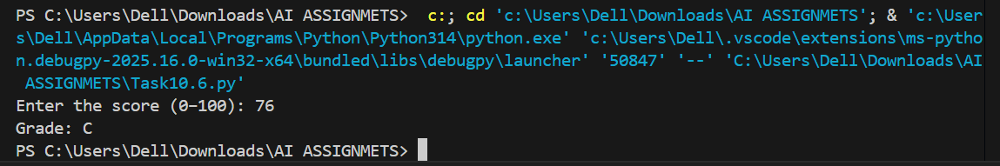 PS C:\Users\Dell\Downloads\AI ASSIGNMETS>  c:; cd 'c:\Users\Dell\Downloads\AI ASSIGNMETS'; & 'c:\User
s\Dell\AppData\Local\Programs\Python\Python314\python.exe' 'c:\Users\Dell\.vscode\extensions\ms-pytho
n.debugpy-2025.16.0-win32-x64\bundled\libs\debugpy\launcher' '50847' '--' 'C:\Users\Dell\Downloads\AI
 ASSIGNMETS\Task10.6.py'
Enter the score (0–100): 76
Grade: C
PS C:\Users\Dell\Downloads\AI ASSIGNMETS>